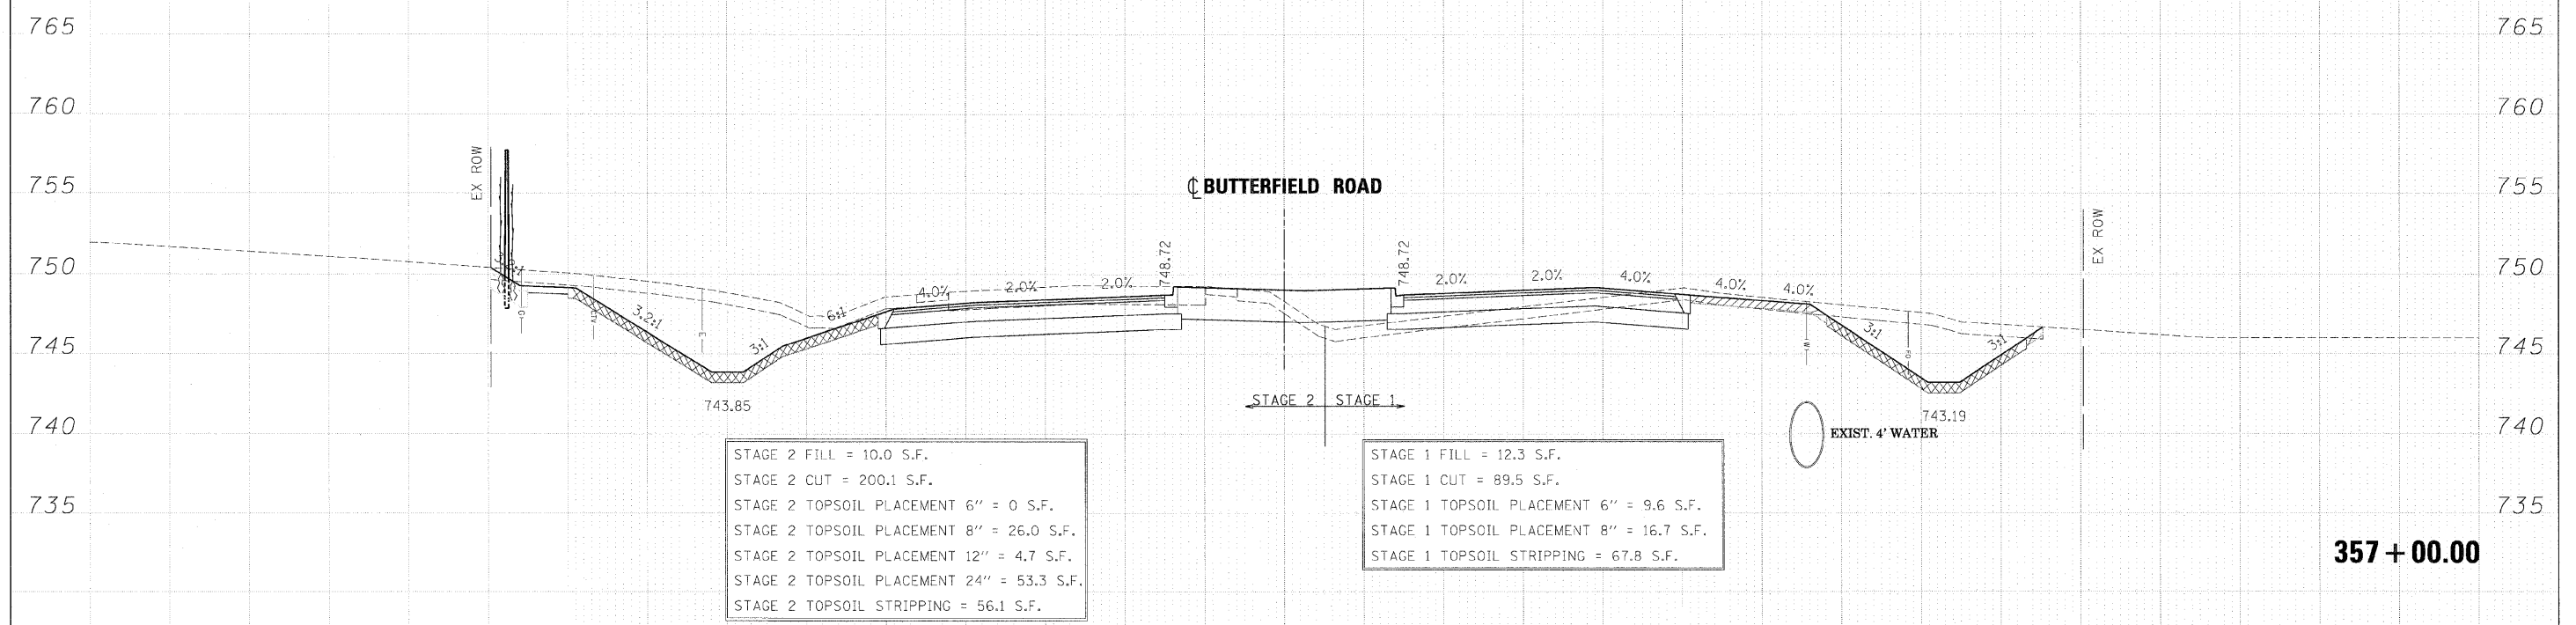 765 765
760 760
755 755
750 750
745 745
740 740
735 735
EX ROW
℄ BUTTERFIELD ROAD
EX ROW
748.72 748.72
3.2:1 3:1 6:1 4.0% 2.0% 2.0% 2.0% 2.0% 4.0% 4.0% 4.0% 3:1 3:1
743.85
STAGE 2 STAGE 1
743.19
EXIST. 4' WATER
STAGE 2 FILL = 10.0 S.F.
STAGE 2 CUT = 200.1 S.F.
STAGE 2 TOPSOIL PLACEMENT 6" = 0 S.F.
STAGE 2 TOPSOIL PLACEMENT 8" = 26.0 S.F.
STAGE 2 TOPSOIL PLACEMENT 12" = 4.7 S.F.
STAGE 2 TOPSOIL PLACEMENT 24" = 53.3 S.F.
STAGE 2 TOPSOIL STRIPPING = 56.1 S.F.
STAGE 1 FILL = 12.3 S.F.
STAGE 1 CUT = 89.5 S.F.
STAGE 1 TOPSOIL PLACEMENT 6" = 9.6 S.F.
STAGE 1 TOPSOIL PLACEMENT 8" = 16.7 S.F.
STAGE 1 TOPSOIL STRIPPING = 67.8 S.F.
357+00.00